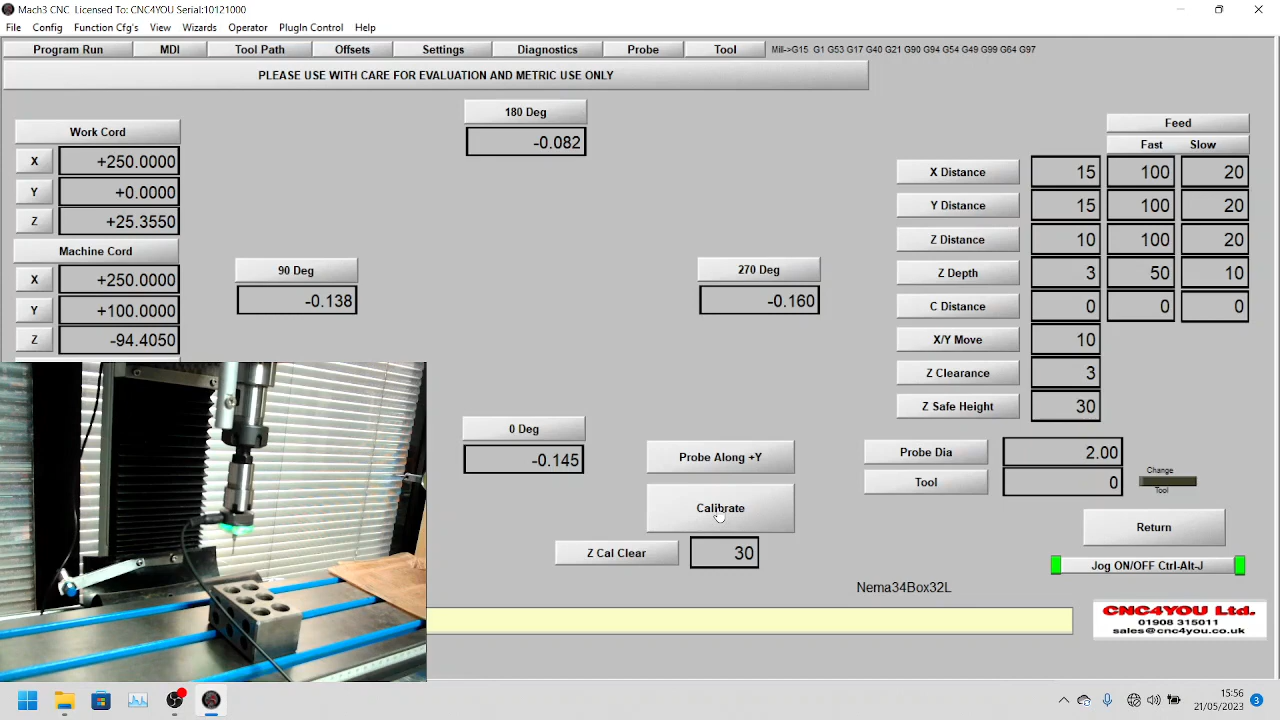 Mach3 CNC Licensed To: CNC4YOU Serial:10121000
File Config Function Cfg's View Wizards Operator PlugIn Control Help
Program Run MDI Tool Path Offsets Settings Diagnostics Probe Tool Mill->G15 G1 G53 G17 G40 G21 G90 G94 G54 G49 G99 G64 G97
PLEASE USE WITH CARE FOR EVALUATION AND METRIC USE ONLY
180 Deg
-0.082
Work Cord
X +250.0000
Y +0.0000
Z +25.3550
Machine Cord
X +250.0000
Y +100.0000
Z -94.4050
90 Deg
-0.138
270 Deg
-0.160
0 Deg
-0.145
Feed
Fast Slow
X Distance 15 100 20
Y Distance 15 100 20
Z Distance 10 100 20
Z Depth 3 50 10
C Distance 0 0 0
X/Y Move 10
Z Clearance 3
Z Safe Height 30
Probe Along +Y
Calibrate
Z Cal Clear 30
Probe Dia 2.00
Tool 0
Change
Tool
Return
Jog ON/OFF Ctrl-Alt-J
Nema34Box32L
CNC4YOU Ltd.
01908 315011
sales@cnc4you.co.uk
15:56
21/05/2023
3